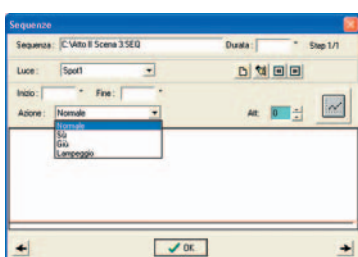 Sequenze
Sequenza: C:\Atto II Scena 3.SEQ Durata: " Step 1/1
Luce: Spot1
Inizio: " Fine: "
Azione: Normale Alt: 0
Normale
Sù
Giù
Lampeggio
OK